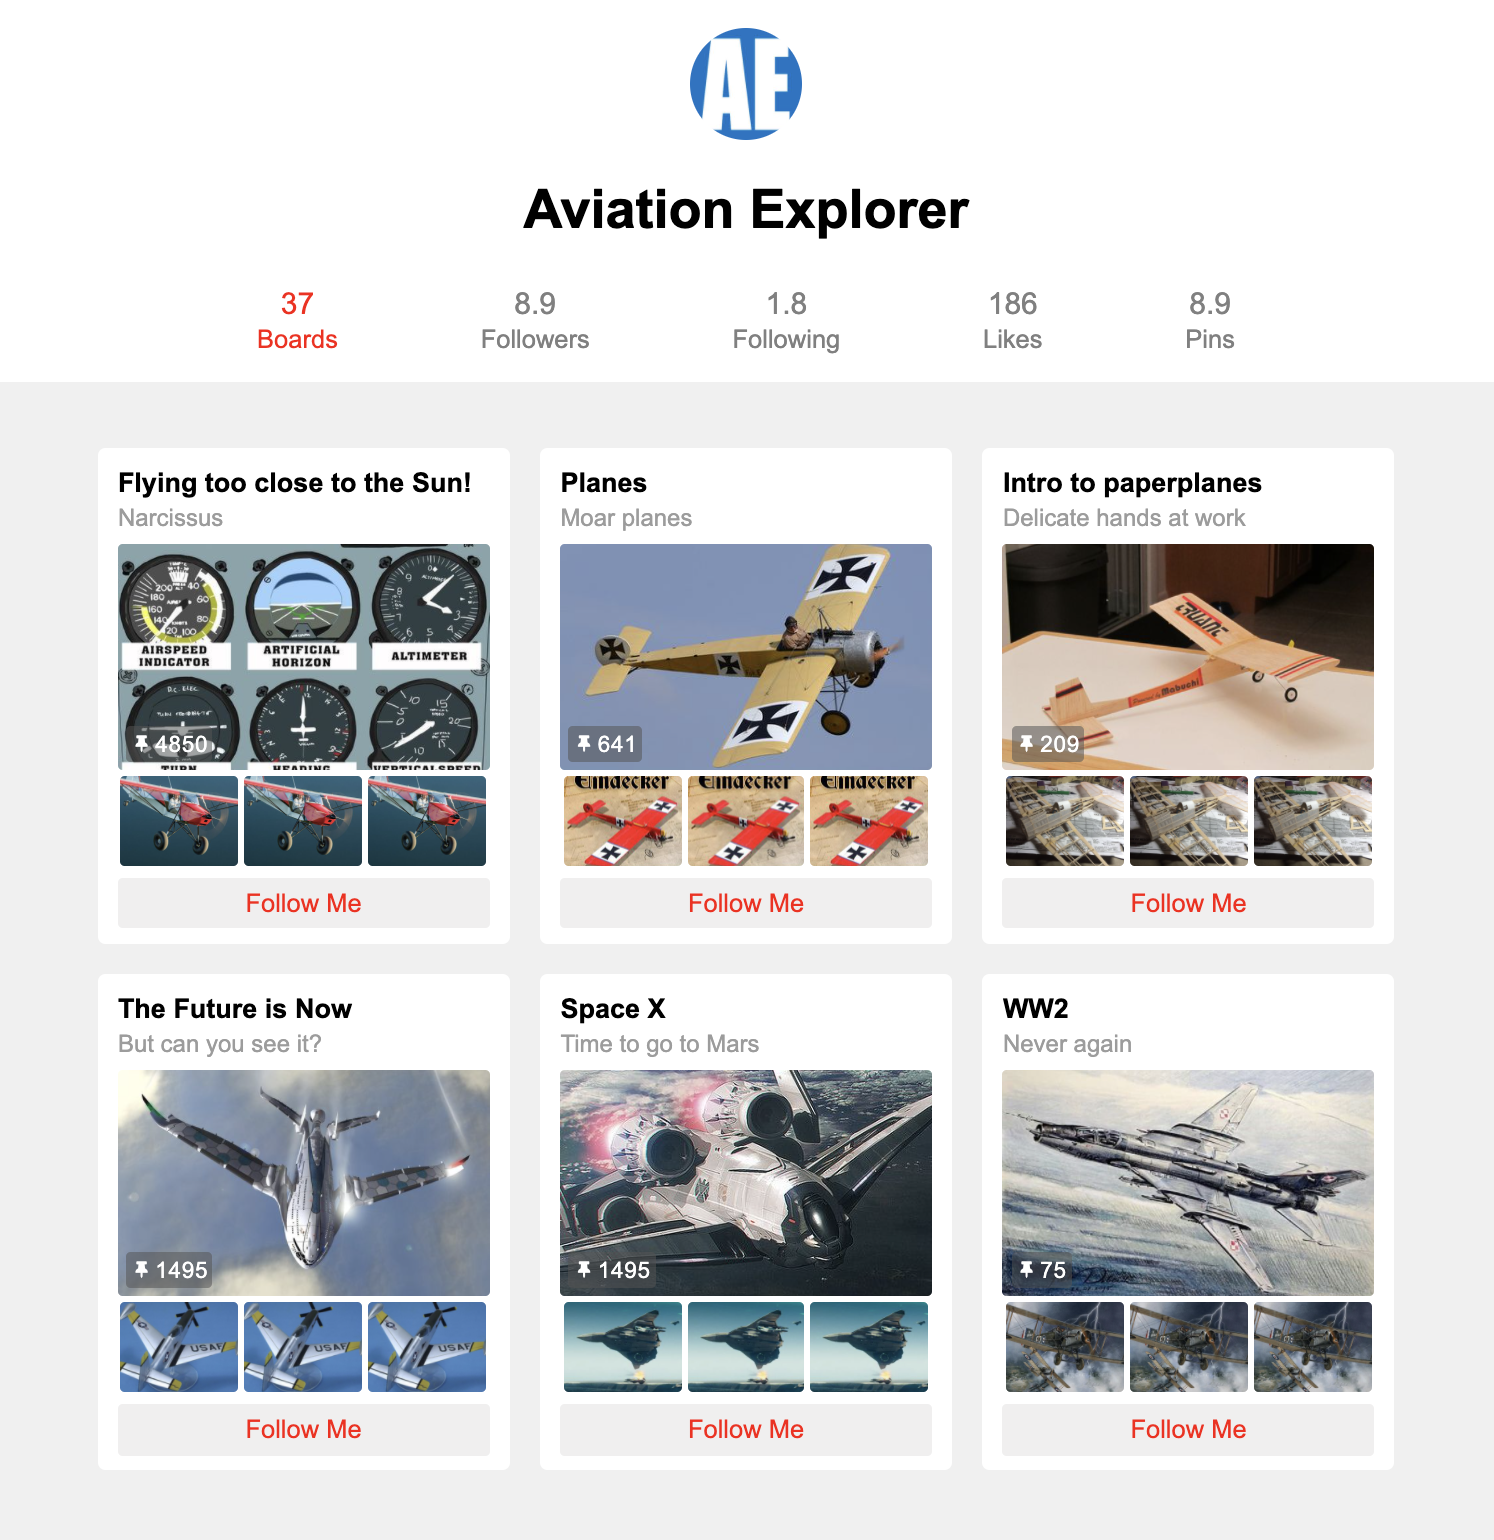 AE
Aviation Explorer
37
Boards
8.9
Followers
1.8
Following
186
Likes
8.9
Pins
Flying too close to the Sun!
Narcissus
AIRSPEED
INDICATOR
ARTIFICIAL
HORIZON
ALTIMETER
4850
TURN
HEADING
VERTICAL SPEED
Follow Me
Planes
Moar planes
641
Eindecker
Eindecker
Eindecker
Follow Me
Intro to paperplanes
Delicate hands at work
GUANT
Powered by Mabuchi
209
Follow Me
The Future is Now
But can you see it?
1495
USAF
USAF
USAF
Follow Me
Space X
Time to go to Mars
1495
Follow Me
WW2
Never again
75
Follow Me